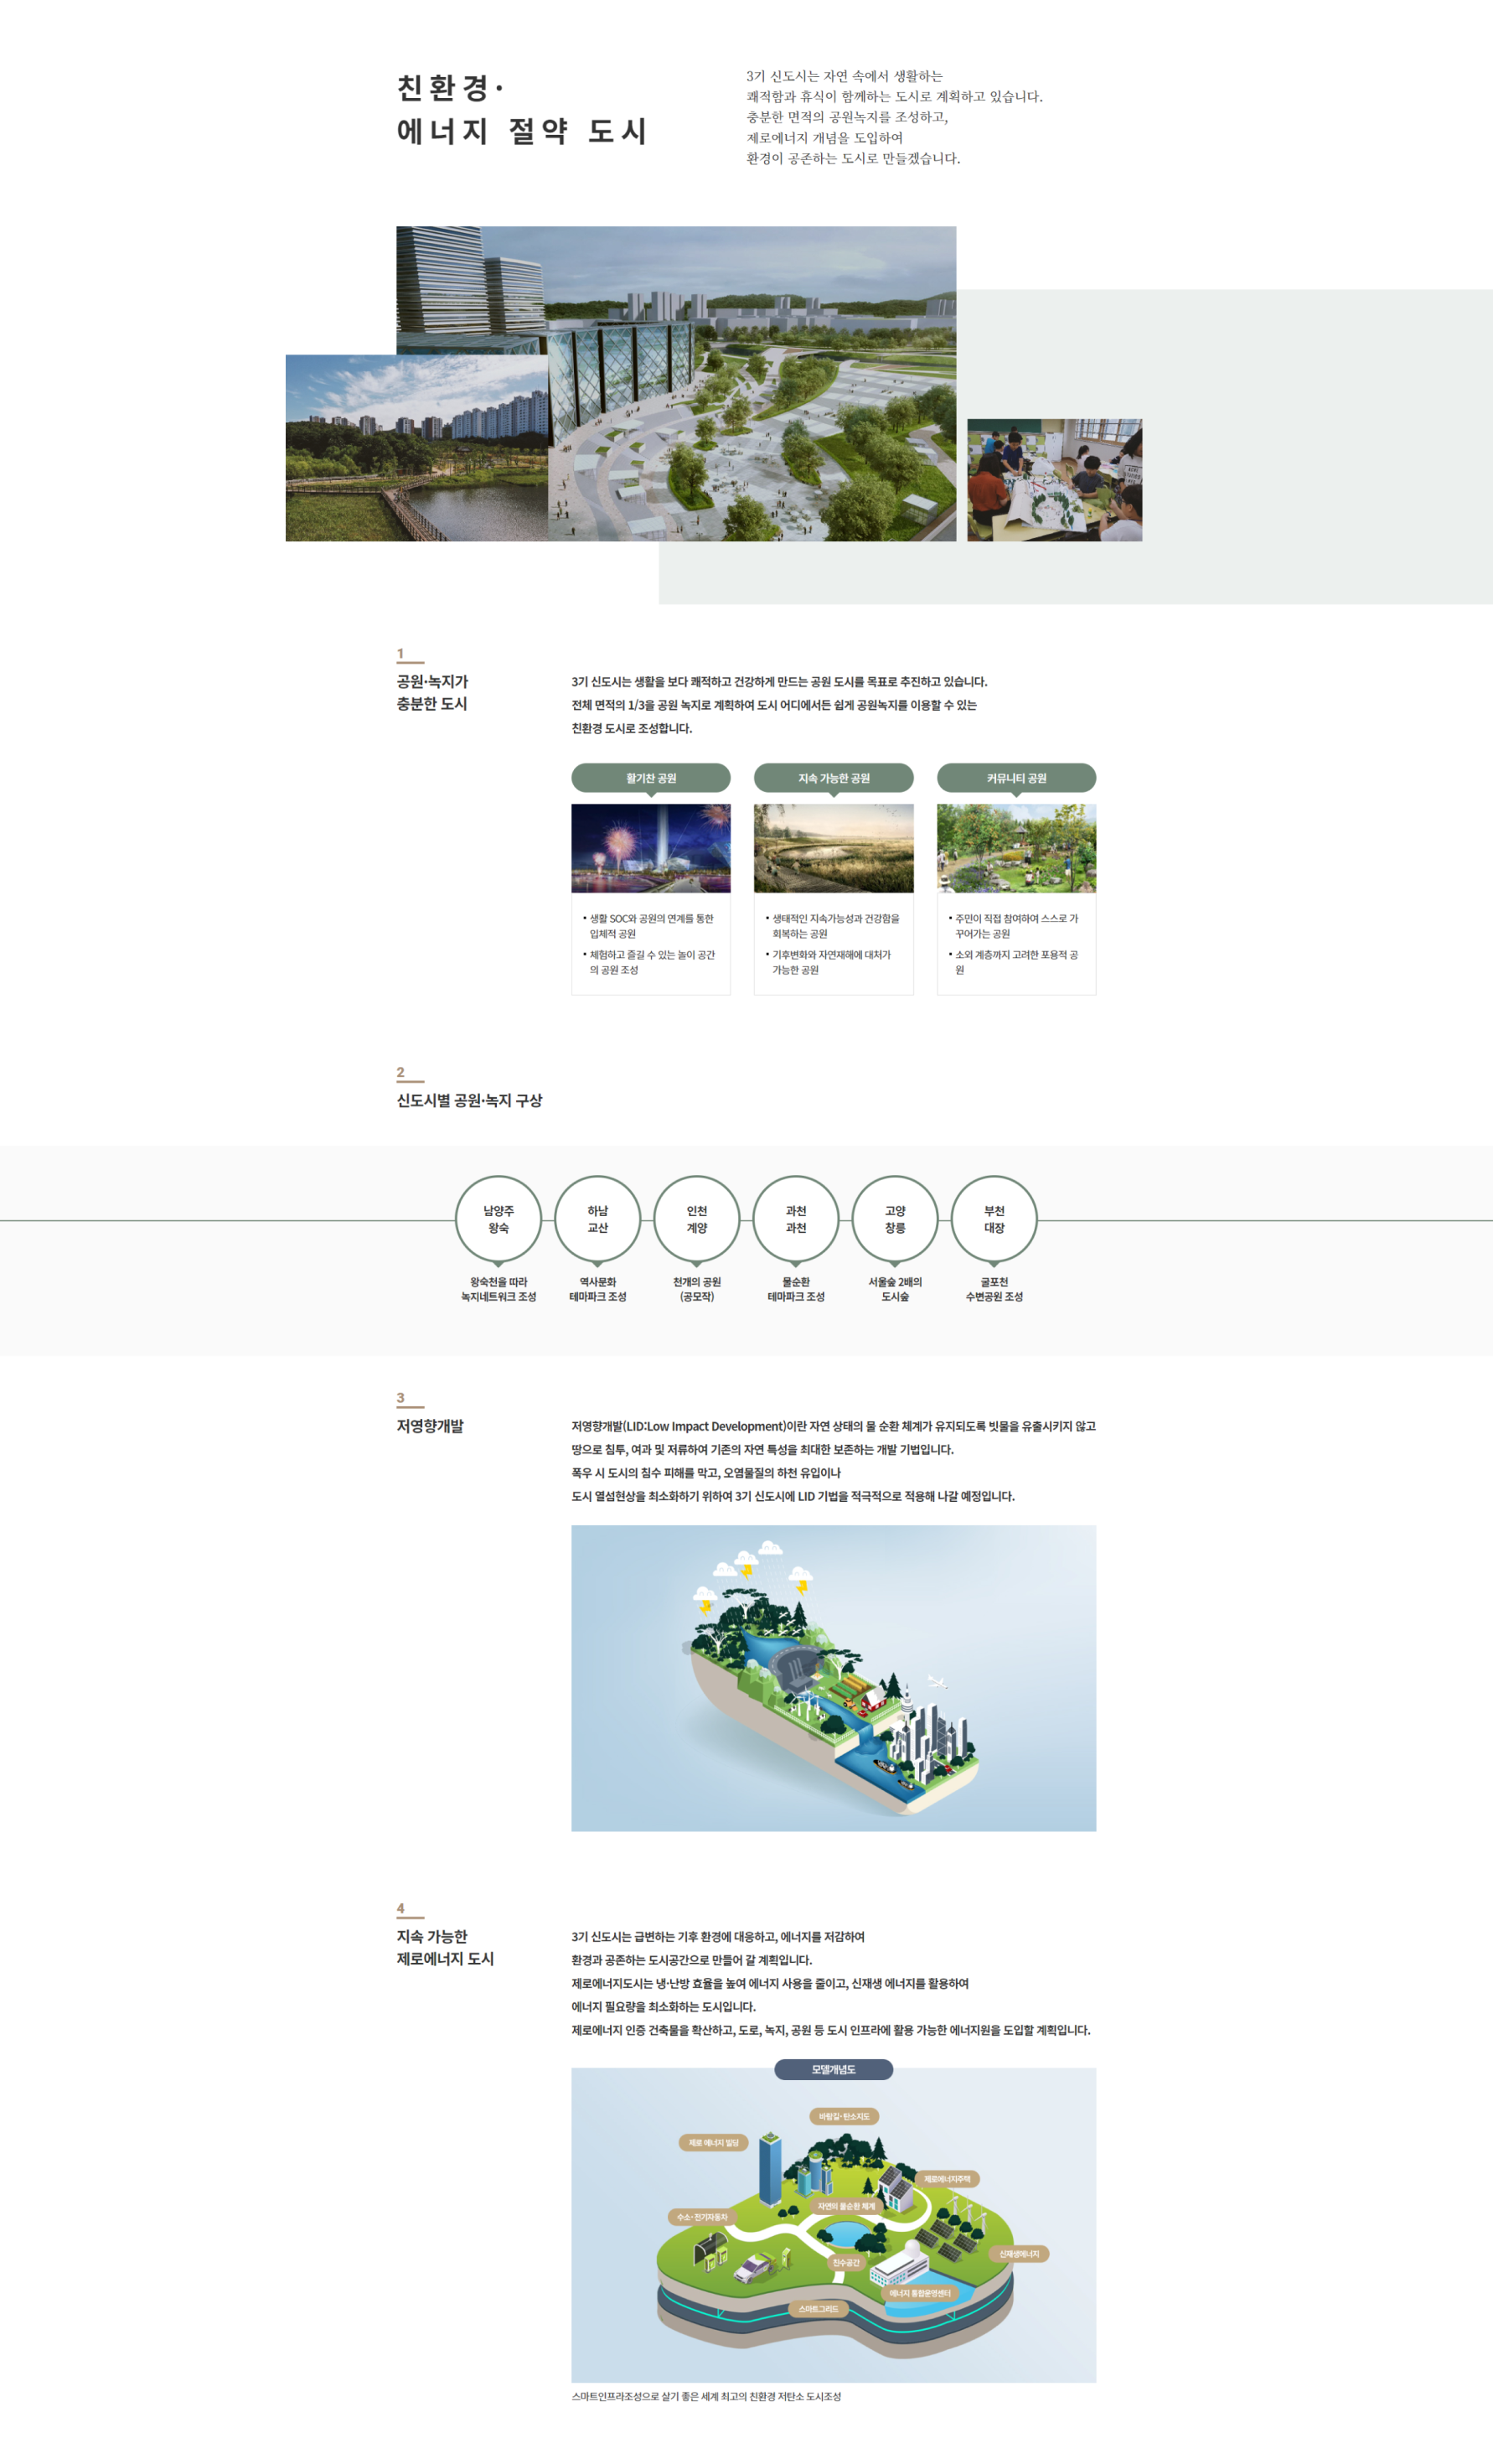 친환경·
에너지 절약 도시
3기 신도시는 자연 속에서 생활하는
쾌적함과 휴식이 함께하는 도시로 계획하고 있습니다.
충분한 면적의 공원녹지를 조성하고,
제로에너지 개념을 도입하여
환경이 공존하는 도시로 만들겠습니다.
1
공원·녹지가
충분한 도시
3기 신도시는 생활을 보다 쾌적하고 건강하게 만드는 공원 도시를 목표로 추진하고 있습니다.
전체 면적의 1/3을 공원 녹지로 계획하여 도시 어디에서든 쉽게 공원녹지를 이용할 수 있는
친환경 도시로 조성합니다.
활기찬 공원
• 생활 SOC와 공원의 연계를 통한
입체적 공원
• 체험하고 즐길 수 있는 놀이 공간
의 공원 조성
지속 가능한 공원
• 생태적인 지속가능성과 건강함을
회복하는 공원
• 기후변화와 자연재해에 대처가
가능한 공원
커뮤니티 공원
• 주민이 직접 참여하여 스스로 가
꾸어가는 공원
• 소외 계층까지 고려한 포용적 공
원
2
신도시별 공원·녹지 구상
남양주
왕숙
왕숙천을 따라
녹지네트워크 조성
하남
교산
역사문화
테마파크 조성
인천
계양
천개의 공원
(공모작)
과천
과천
물순환
테마파크 조성
고양
창릉
서울숲 2배의
도시숲
부천
대장
굴포천
수변공원 조성
3
저영향개발
저영향개발(LID:Low Impact Development)이란 자연 상태의 물 순환 체계가 유지되도록 빗물을 유출시키지 않고
땅으로 침투, 여과 및 저류하여 기존의 자연 특성을 최대한 보존하는 개발 기법입니다.
폭우 시 도시의 침수 피해를 막고, 오염물질의 하천 유입이나
도시 열섬현상을 최소화하기 위하여 3기 신도시에 LID 기법을 적극적으로 적용해 나갈 예정입니다.
4
지속 가능한
제로에너지 도시
3기 신도시는 급변하는 기후 환경에 대응하고, 에너지를 저감하여
환경과 공존하는 도시공간으로 만들어 갈 계획입니다.
제로에너지도시는 냉·난방 효율을 높여 에너지 사용을 줄이고, 신재생 에너지를 활용하여
에너지 필요량을 최소화하는 도시입니다.
제로에너지 인증 건축물을 확산하고, 도로, 녹지, 공원 등 도시 인프라에 활용 가능한 에너지원을 도입할 계획입니다.
모델개념도
바람길·탄소지도
제로 에너지 빌딩
제로에너지주택
자연의 물순환 체계
수소·전기자동차
신재생에너지
친수공간
에너지 통합운영센터
스마트그리드
스마트인프라조성으로 살기 좋은 세계 최고의 친환경 저탄소 도시조성